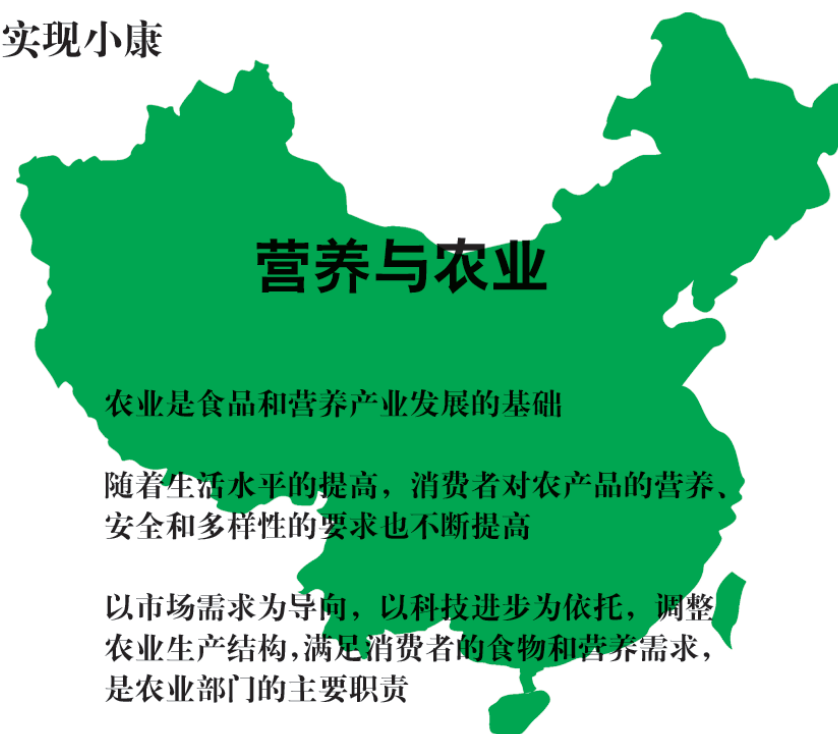 实现小康
营养与农业
农业是食品和营养产业发展的基础
随着生活水平的提高，消费者对农产品的营养、
安全和多样性的要求也不断提高
以市场需求为导向，以科技进步为依托，调整
农业生产结构,满足消费者的食物和营养需求，
是农业部门的主要职责